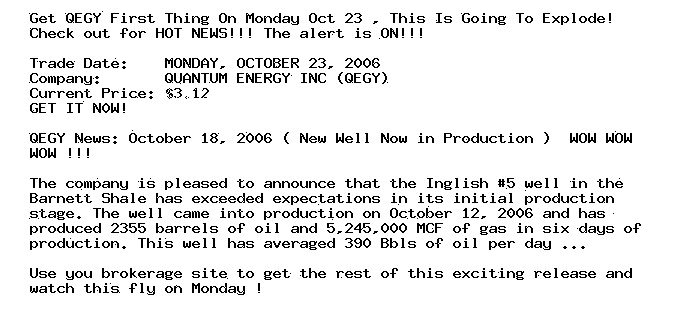 Get QEGY First Thing On Monday Oct 23 , This Is Going To Explode!
Check out for HOT NEWS!!! The alert is ON!!!
Trade Date: MONDAY, OCTOBER 23, 2006
Company: QUANTUM ENERGY INC (QEGY)
Current Price: $3.12
GET IT NOW!
QEGY News: October 18, 2006 ( New Well Now in Production ) WOW WOW
WOW !!!
The company is pleased to announce that the Inglish #5 well in the
Barnett Shale has exceeded expectations in its initial production
stage. The well came into production on October 12, 2006 and has
produced 2355 barrels of oil and 5,245,000 MCF of gas in six days of
production. This well has averaged 390 Bbls of oil per day ...
Use you brokerage site to get the rest of this exciting release and
watch this fly on Monday !